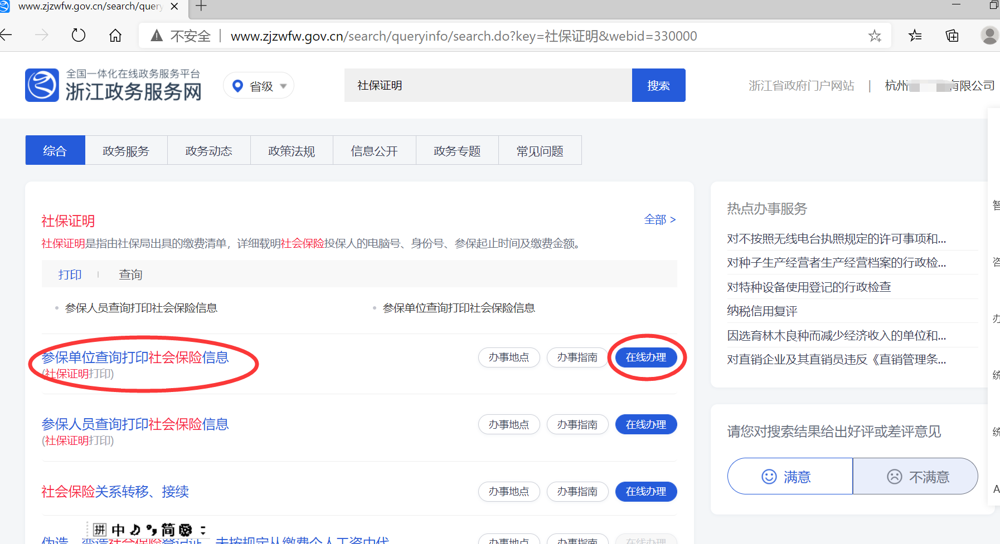 www.zjzwfw.gov.cn/search/query
不安全 www.zjzwfw.gov.cn/search/queryinfo/search.do?key=社保证明&webid=330000
全国一体化在线政务服务平台
浙江政务服务网
省级
社保证明
搜索
浙江省政府门户网站 | 杭州 有限公司
综合 政务服务 政务动态 政策法规 信息公开 政务专题 常见问题
社保证明 全部 >
社保证明是指由社保局出具的缴费清单，详细载明社会保险投保人的电脑号、身份号、参保起止时间及缴费金额。
打印 查询
• 参保人员查询打印社会保险信息 • 参保单位查询打印社会保险信息
参保单位查询打印社会保险信息 办事地点 办事指南 在线办理
(社保证明打印)
参保人员查询打印社会保险信息 办事地点 办事指南 在线办理
(社保证明打印)
社会保险关系转移、接续 办事地点 办事指南 在线办理
拼 中 简
伪造、变造社会保险登记证，未按规定从缴费个人工资中代 办事地点 办事指南 在线办理
热点办事服务
对不按照无线电台执照规定的许可事项和...
对种子生产经营者生产经营档案的行政检...
对特种设备使用登记的行政检查
纳税信用复评
因选育林木良种而减少经济收入的单位和...
对直销企业及其直销员违反《直销管理条...
请您对搜索结果给出好评或差评意见
满意 不满意
智
咨
办
统
统
A